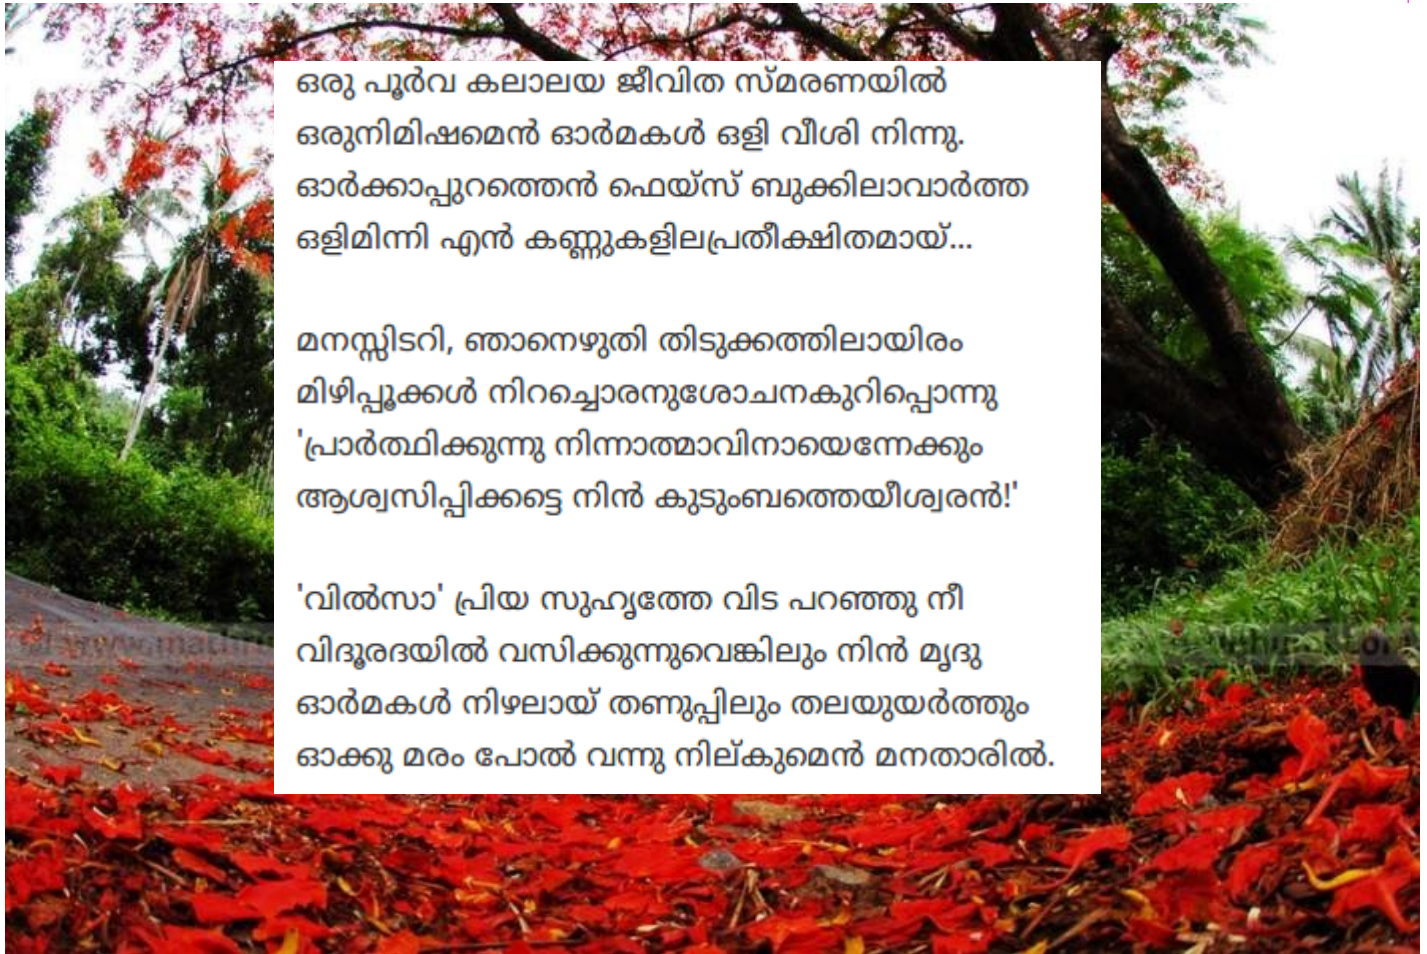 ഒരു പൂർവ കലാലയ ജീവിത സ്മരണയിൽ
ഒരുനിമിഷമെൻ ഓർമകൾ ഒളി വീശി നിന്നു.
ഓർക്കാപ്പുറത്തെൻ ഫെയ്സ് ബുക്കിലാവാർത്ത
ഒളിമിന്നി എൻ കണ്ണുകളിലപ്രതീക്ഷിതമായ്...
മനസ്സിടറി, ഞാനെഴുതി തിടുക്കത്തിലായിരം
മിഴിപ്പൂക്കൾ നിറച്ചൊരനുശോചനകുറിപ്പൊന്നു
'പ്രാർത്ഥിക്കുന്നു നിന്നാത്മാവിനായെന്നേക്കും
ആശ്വസിപ്പിക്കട്ടെ നിൻ കുടുംബത്തെയീശ്വരൻ!'
'വിൽസാ' പ്രിയ സുഹൃത്തേ വിട പറഞ്ഞു നീ
വിദൂരദയിൽ വസിക്കുന്നുവെങ്കിലും നിൻ മൃദു
ഓർമകൾ നിഴലായ് തണുപ്പിലും തലയുയർത്തും
ഓക്കു മരം പോൽ വന്നു നില്കുമെൻ മനതാരിൽ.